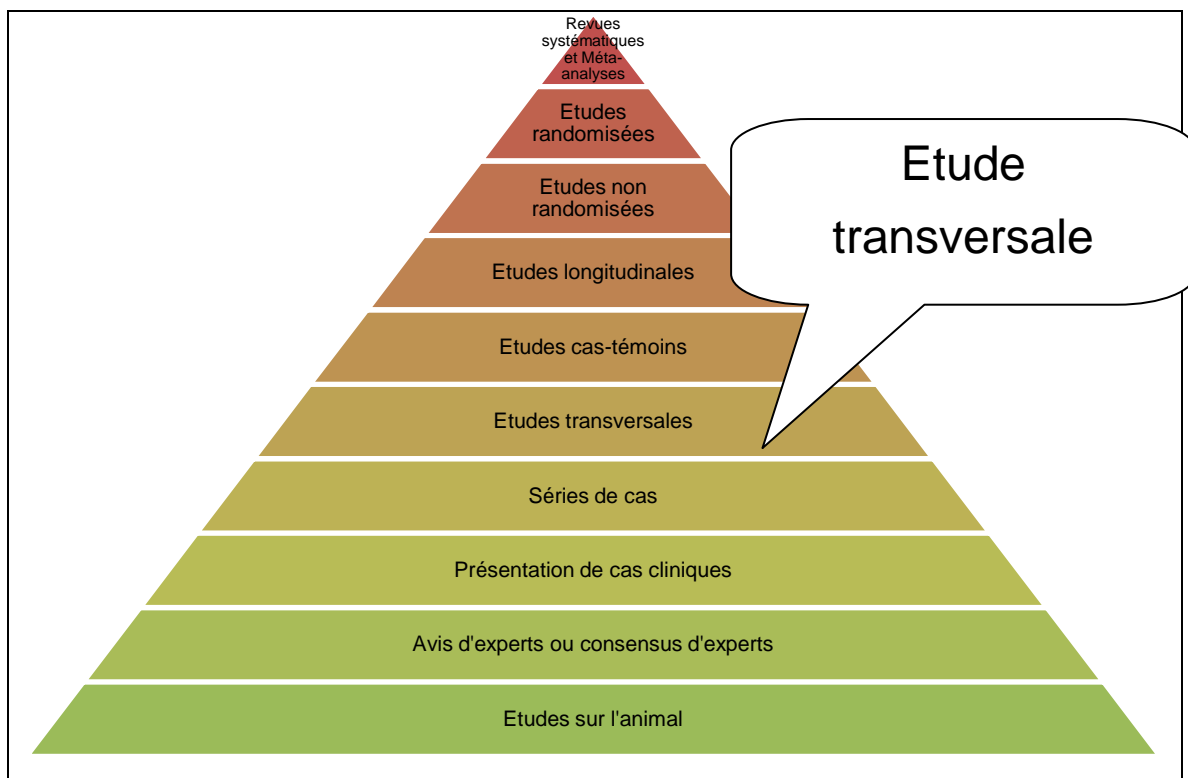 Revues
systématiques
et Méta-
analyses
Etudes
randomisées
Etudes non
randomisées
Etude
transversale
Etudes longitudinales
Etudes cas-témoins
Etudes transversales
Séries de cas
Présentation de cas cliniques
Avis d'experts ou consensus d'experts
Etudes sur l'animal